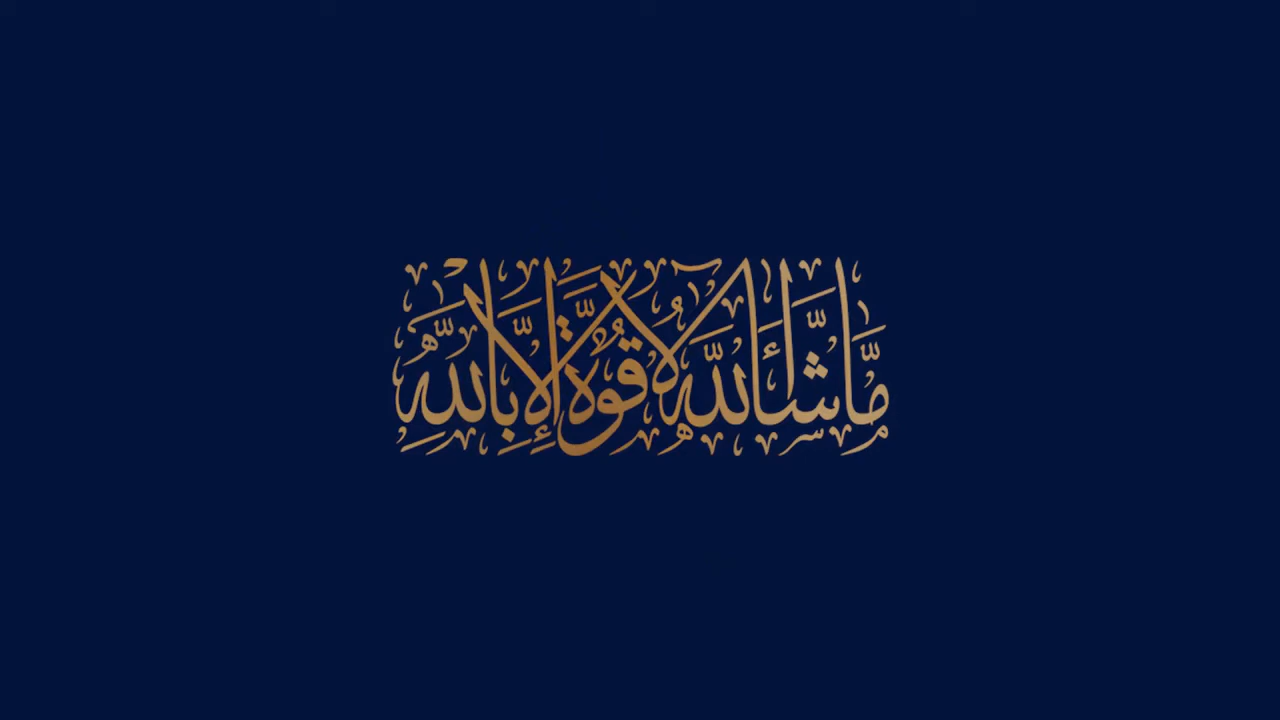 مَا شَاءَ اللَّهُ لَا قُوَّةَ إِلَّا بِاللَّهِ